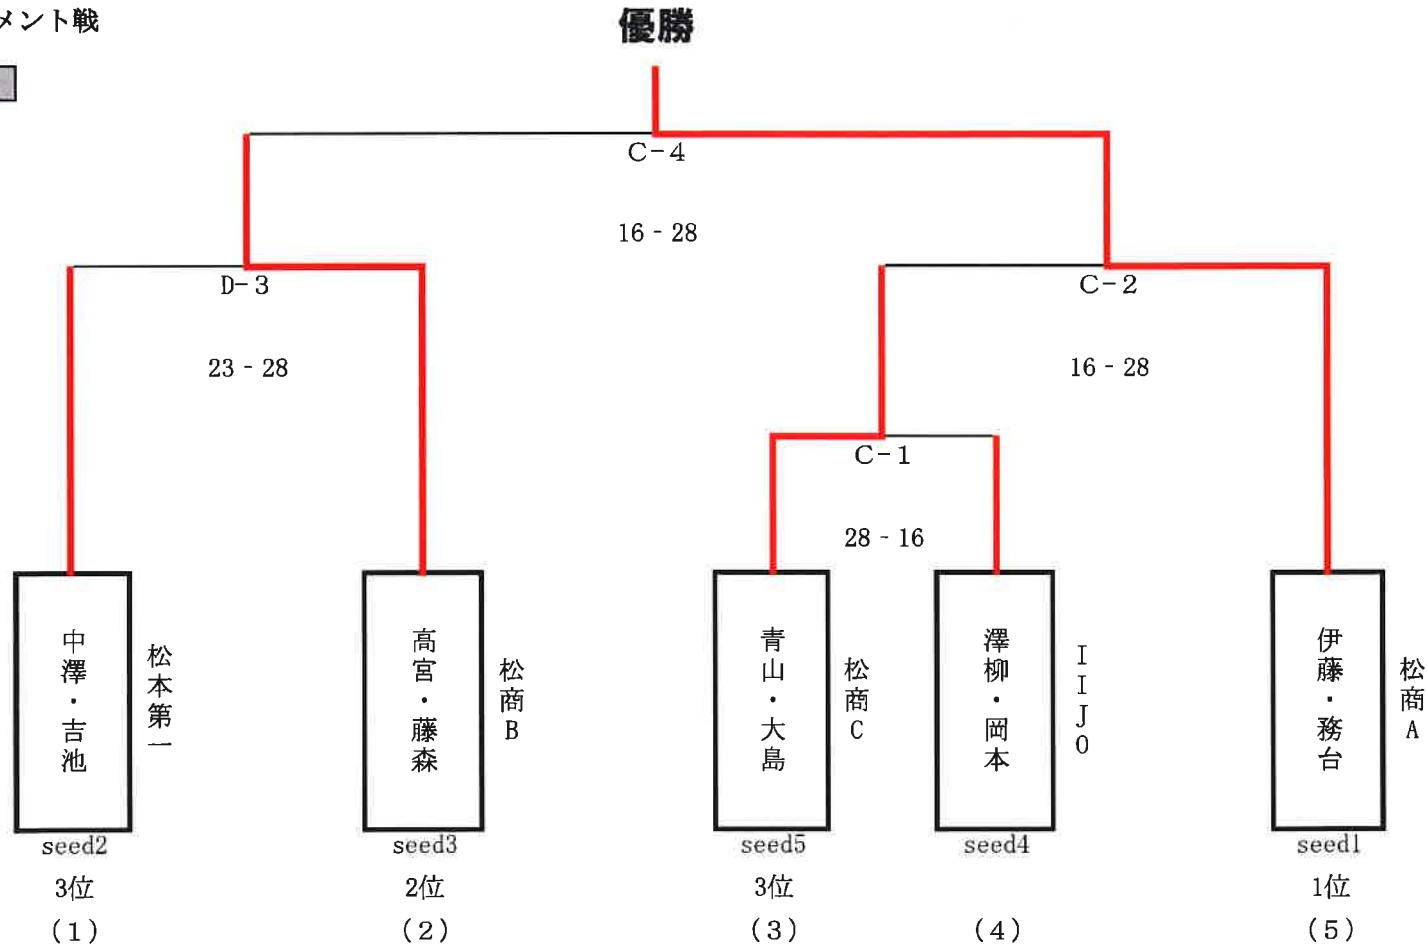 メント戦
優勝
C-4
16 - 28
D-3
C-2
23 - 28
16 - 28
C-1
28 - 16
中澤・吉池
松本第一
高宮・藤森
松商B
青山・大島
松商C
澤柳・岡本
IIJO
伊藤・務台
松商A
seed2
seed3
seed5
seed4
seed1
3位
2位
3位
1位
(1)
(2)
(3)
(4)
(5)